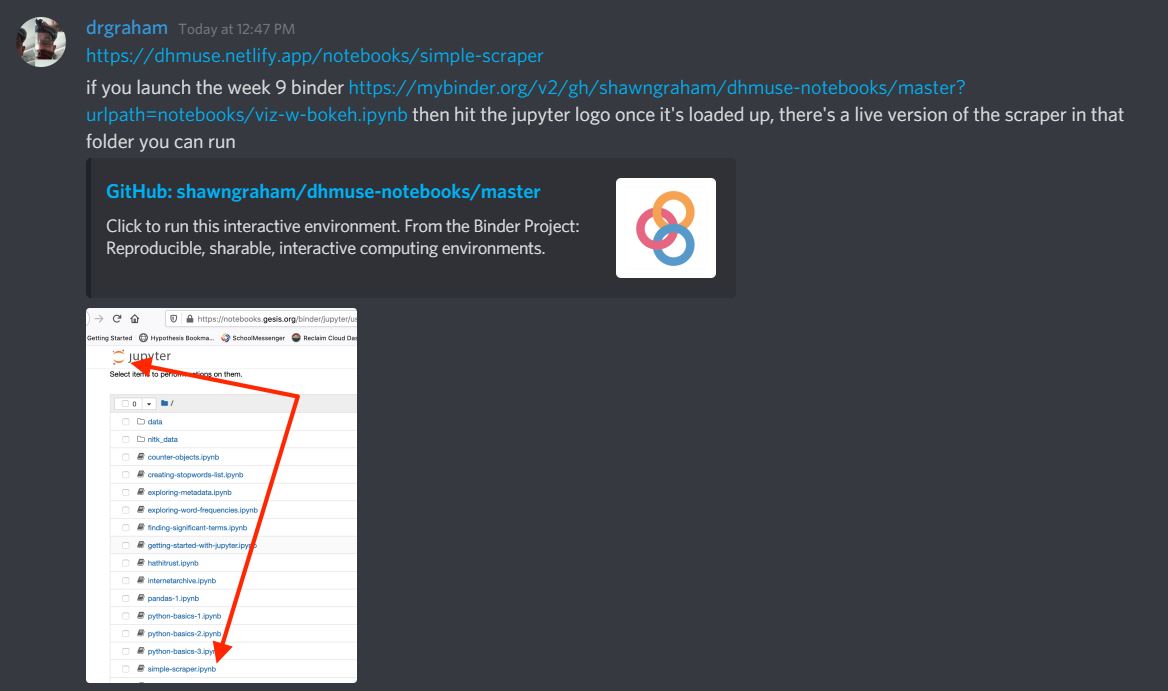 drgraham Today at 12:47 PM
https://dhmuse.netlify.app/notebooks/simple-scraper
if you launch the week 9 binder https://mybinder.org/v2/gh/shawngraham/dhmuse-notebooks/master?
urlpath=notebooks/viz-w-bokeh.ipynb then hit the jupyter logo once it's loaded up, there's a live version of the scraper in that
folder you can run
GitHub: shawngraham/dhmuse-notebooks/master
Click to run this interactive environment. From the Binder Project:
Reproducible, sharable, interactive computing environments.
https://notebooks.gesis.org/binder/jupyter/us
Getting Started Hypothesis Bookma... SchoolMessenger Reclaim Cloud Das
jupyter
Select items to perform actions on them.
0 /
data
nltk_data
counter-objects.ipynb
creating-stopwords-list.ipynb
exploring-metadata.ipynb
exploring-word-frequencies.ipynb
finding-significant-terms.ipynb
getting-started-with-jupyter.ipynb
hathitrust.ipynb
internetarchive.ipynb
pandas-1.ipynb
python-basics-1.ipynb
python-basics-2.ipynb
python-basics-3.ipynb
simple-scraper.ipynb